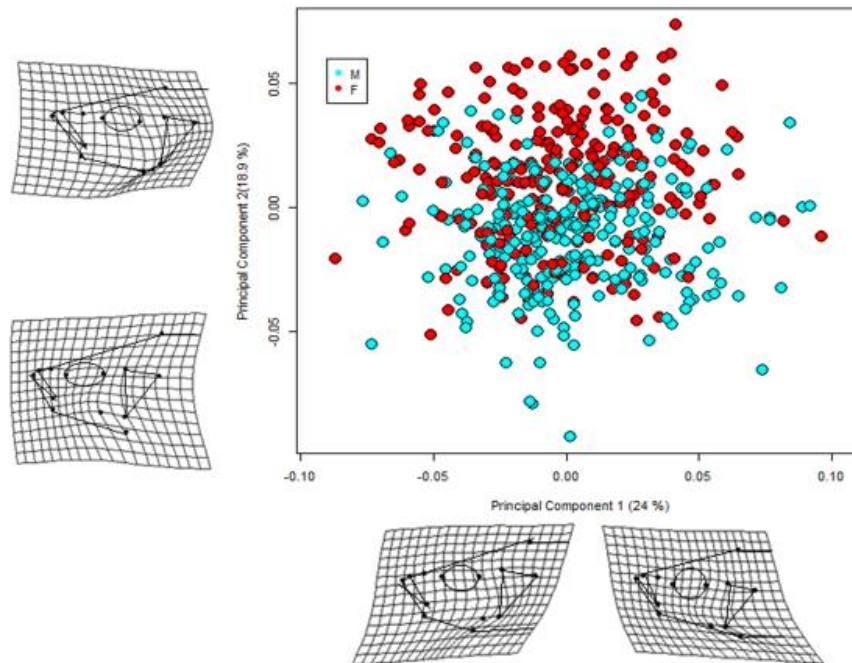 M
F
0.05
0.00
-0.05
Principal Component 2(18.9 %)
-0.10
-0.05
0.00
0.05
0.10
Principal Component 1 (24 %)